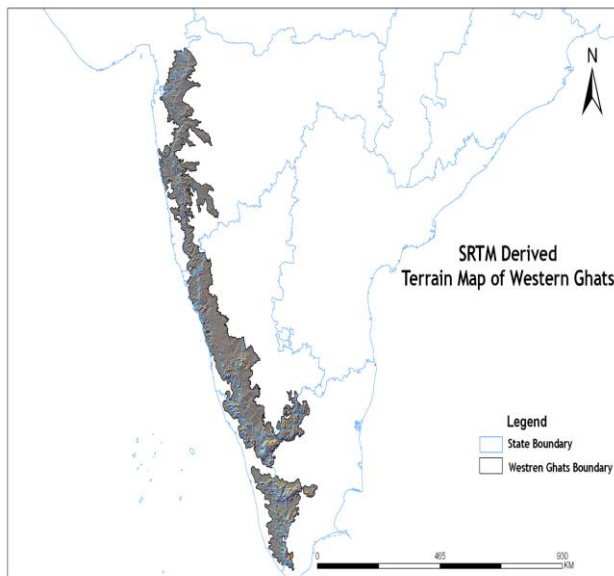 N
SRTM Derived
Terrain Map of Western Ghats
Legend
State Boundary
Westren Ghats Boundary
0 465 930
KM